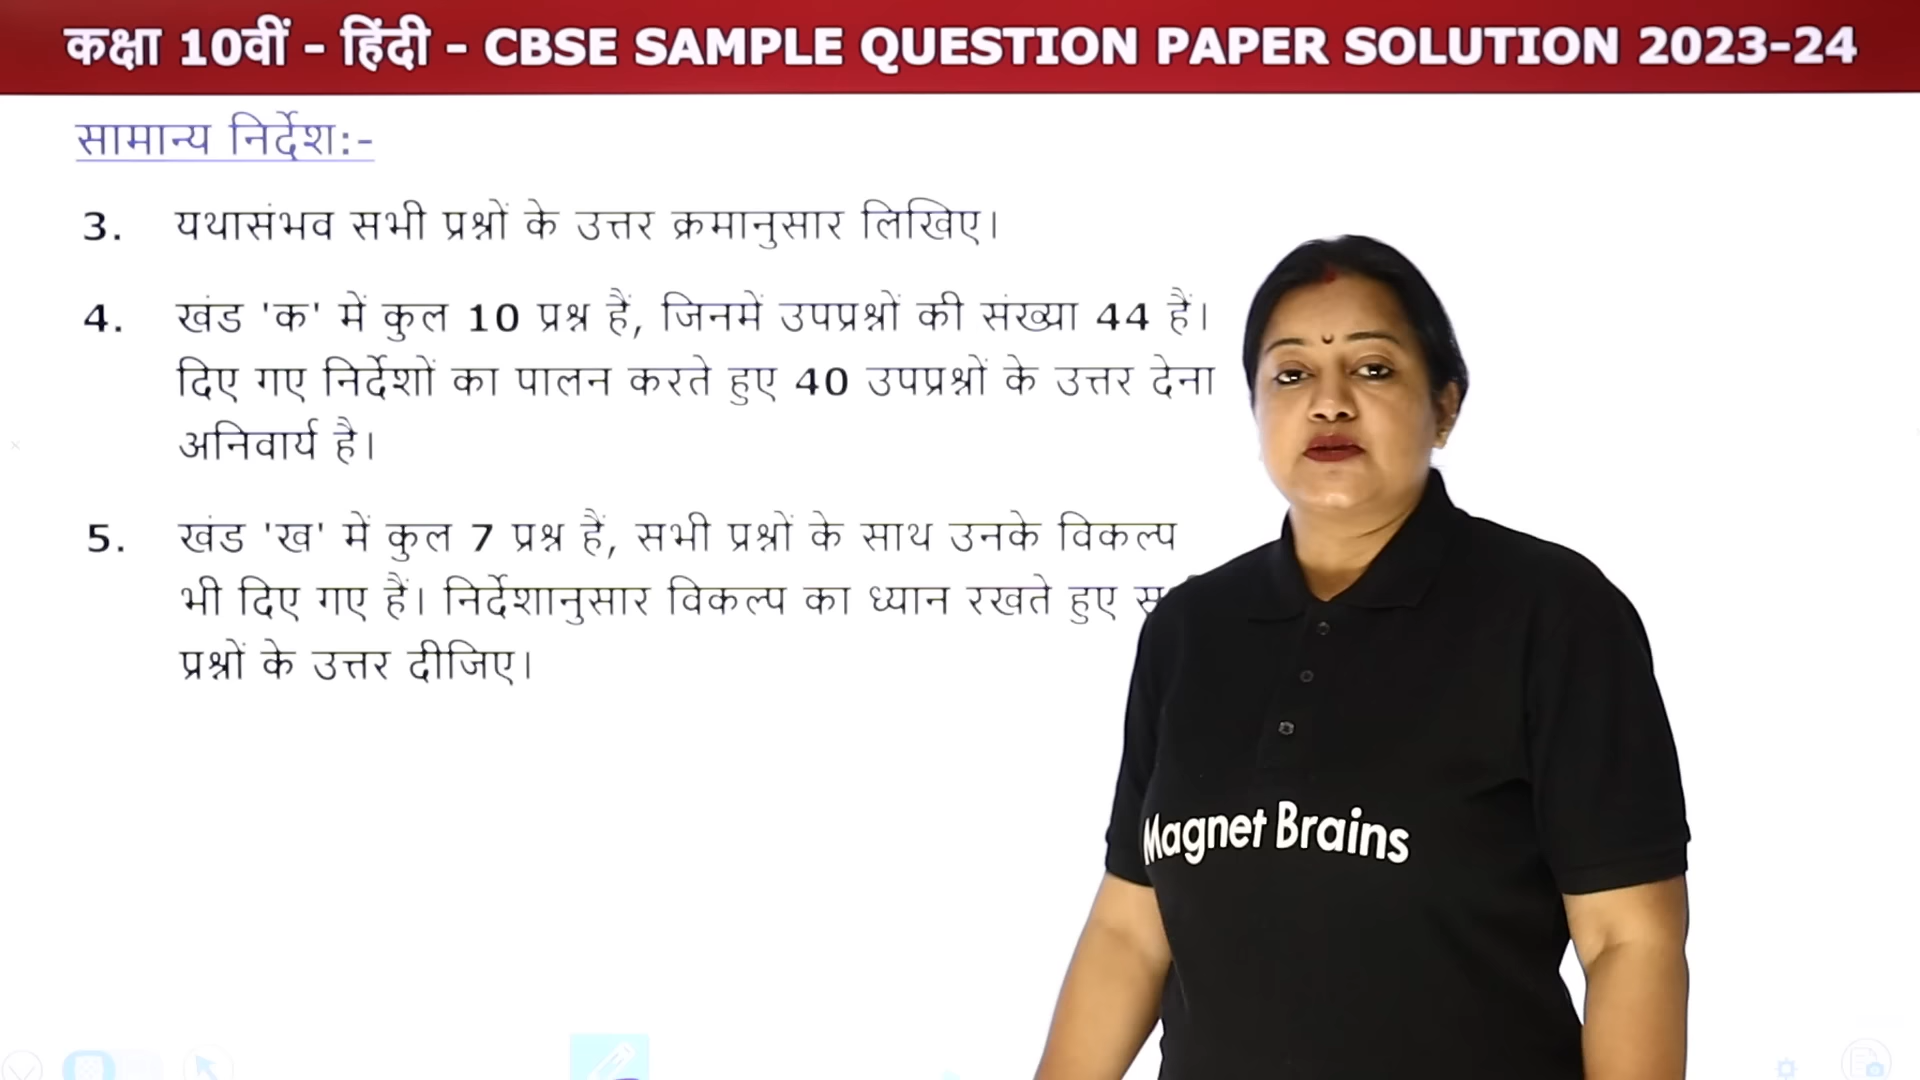 कक्षा 10वीं - हिंदी - CBSE SAMPLE QUESTION PAPER SOLUTION 2023-24
सामान्य निर्देश:-
3. यथासंभव सभी प्रश्नों के उत्तर क्रमानुसार लिखिए।
4. खंड 'क' में कुल 10 प्रश्न हैं, जिनमें उपप्रश्नों की संख्या 44 है।
दिए गए निर्देशों का पालन करते हुए 40 उपप्रश्नों के उत्तर देना
अनिवार्य है।
5. खंड 'ख' में कुल 7 प्रश्न हैं, सभी प्रश्नों के साथ उनके विकल्प
भी दिए गए हैं। निर्देशानुसार विकल्प का ध्यान रखते हुए
प्रश्नों के उत्तर दीजिए।
Magnet Brains